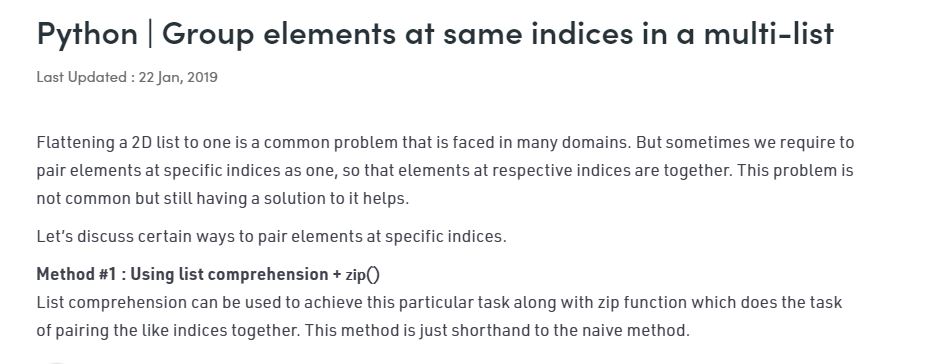 Python | Group elements at same indices in a multi-list
Last Updated : 22 Jan, 2019
Flattening a 2D list to one is a common problem that is faced in many domains. But sometimes we require to
pair elements at specific indices as one, so that elements at respective indices are together. This problem is
not common but still having a solution to it helps.
Let’s discuss certain ways to pair elements at specific indices.
Method #1 : Using list comprehension + zip()
List comprehension can be used to achieve this particular task along with zip function which does the task
of pairing the like indices together. This method is just shorthand to the naive method.